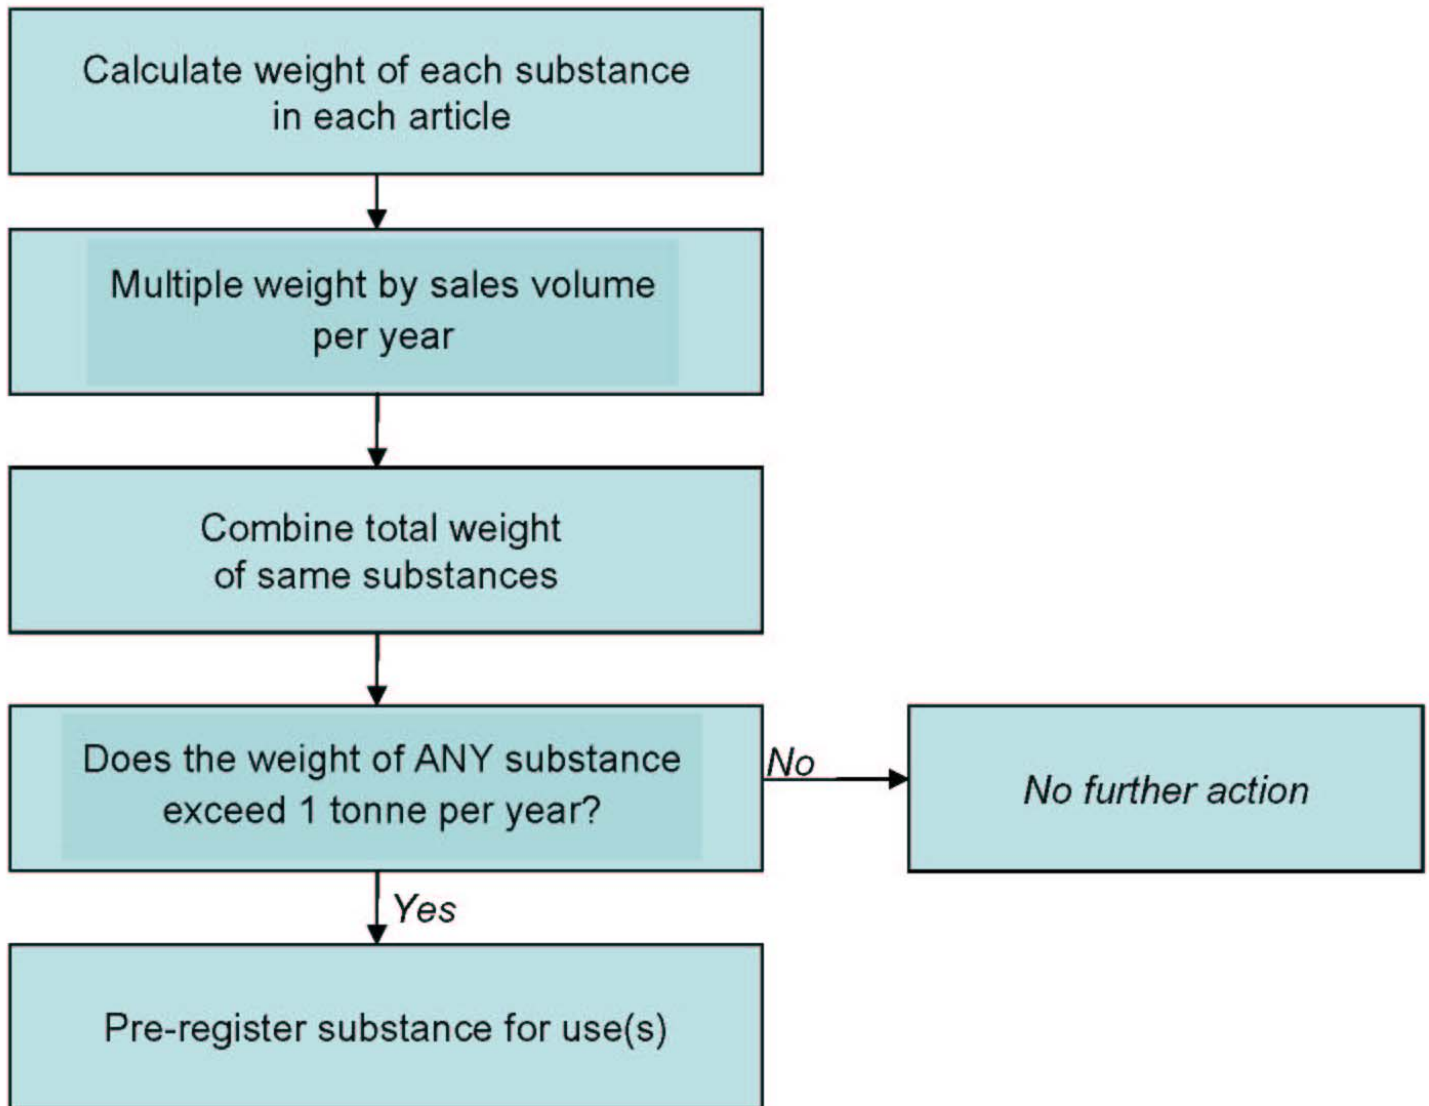 Calculate weight of each substance
in each article
Multiple weight by sales volume
per year
Combine total weight
of same substances
Does the weight of ANY substance
exceed 1 tonne per year?
No
No further action
Yes
Pre-register substance for use(s)